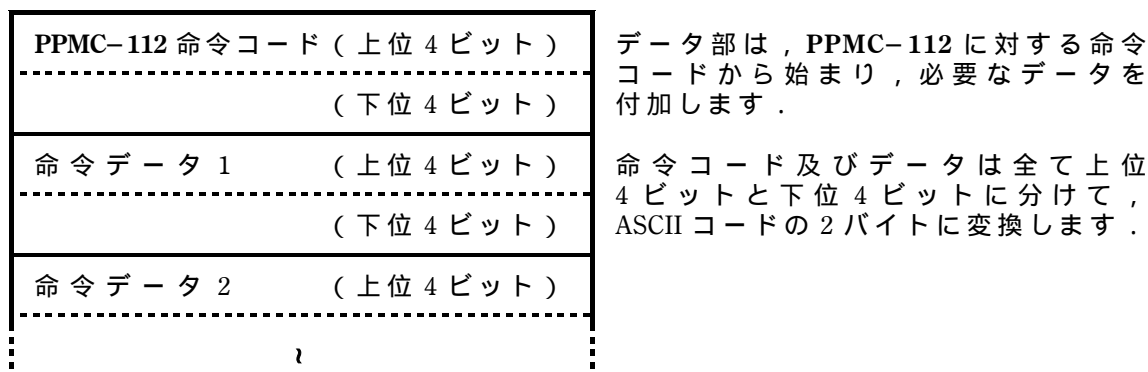 PPMC−112 命令コード（上位 4 ビット）
（下位 4 ビット）
命令データ 1 （上位 4 ビット）
（下位 4 ビット）
命令データ 2 （上位 4 ビット）
~
データ部は，PPMC−112 に対する命令
コードから始まり，必要なデータを
付加します．
命令コード及びデータは全て上位
4 ビットと下位 4 ビットに分けて，
ASCII コードの 2 バイトに変換します．